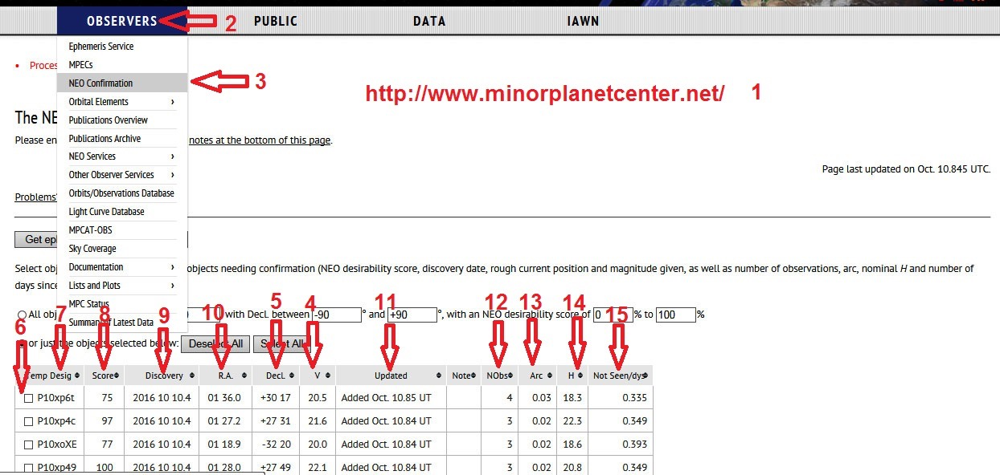 OBSERVERS 2 PUBLIC DATA IAWN
Ephemeris Service
• Proces MPECs
NEO Confirmation 3 http://www.minorplanetcenter.net/ 1
Orbital Elements ›
The NE Publications Overview
Please en Publications Archive notes at the bottom of this page.
NEO Services ›
Other Observer Services › Page last updated on Oct. 10.845 UTC.
Problems? Orbits/Observations Database
Light Curve Database
Get ep MPCAT-OBS
Sky Coverage
Select obj Documentation › objects needing confirmation (NEO desirability score, discovery date, rough current position and magnitude given, as well as number of observations, arc, nominal H and number of
days since Lists and Plots ›
MPC Status
7 8 9 10 5 4 11 12 13 14 15
All obj Summary of Latest Data with Decl. between -90 ° and +90 °, with an NEO desirability score of 0 % to 100 %
6 or just the objects selected below: Deselect All Select All
Temp Desig Score Discovery R.A. Decl. V Updated Note NObs Arc H Not Seen/dys
P10xp6t 75 2016 10 10.4 01 36.0 +30 17 20.5 Added Oct. 10.85 UT 4 0.03 18.3 0.335
P10xp4c 97 2016 10 10.4 01 27.2 +27 31 21.6 Added Oct. 10.84 UT 3 0.02 22.3 0.349
P10xoXE 77 2016 10 10.4 01 18.9 -32 20 20.0 Added Oct. 10.84 UT 3 0.02 18.6 0.393
P10xp49 100 2016 10 10.4 01 28.0 +27 49 22.1 Added Oct. 10.84 UT 3 0.02 20.8 0.349